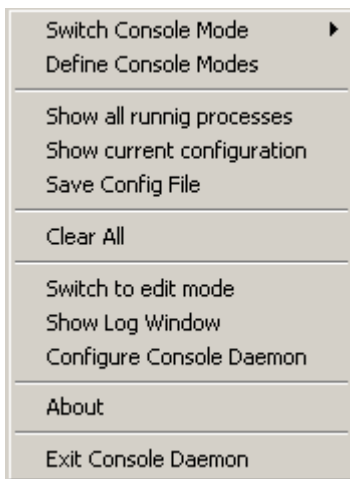 Switch Console Mode
Define Console Modes
Show all runnig processes
Show current configuration
Save Config File
Clear All
Switch to edit mode
Show Log Window
Configure Console Daemon
About
Exit Console Daemon